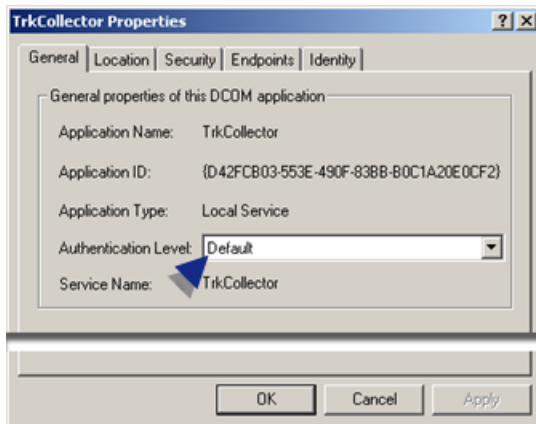 TrkCollector Properties
General Location Security Endpoints Identity
General properties of this DCOM application
Application Name: TrkCollector
Application ID: {D42FCB03-553E-490F-83BB-B0C1A20E0CF2}
Application Type: Local Service
Authentication Level: Default
Service Name: TrkCollector
OK Cancel Apply